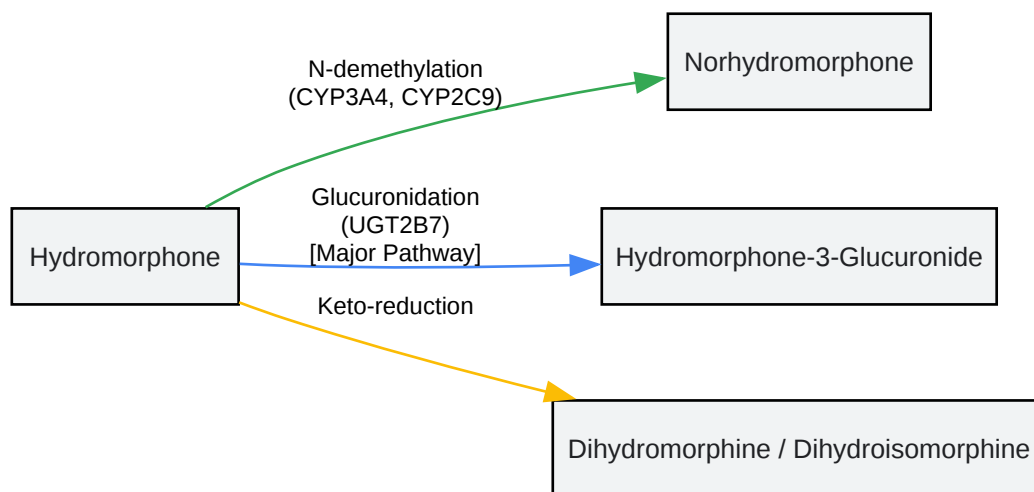 Norhydromorphone
N-demethylation
(CYP3A4, CYP2C9)
Glucuronidation
(UGT2B7)
[Major Pathway]
Hydromorphone
Hydromorphone-3-Glucuronide
Keto-reduction
Dihydromorphine / Dihydroisomorphine